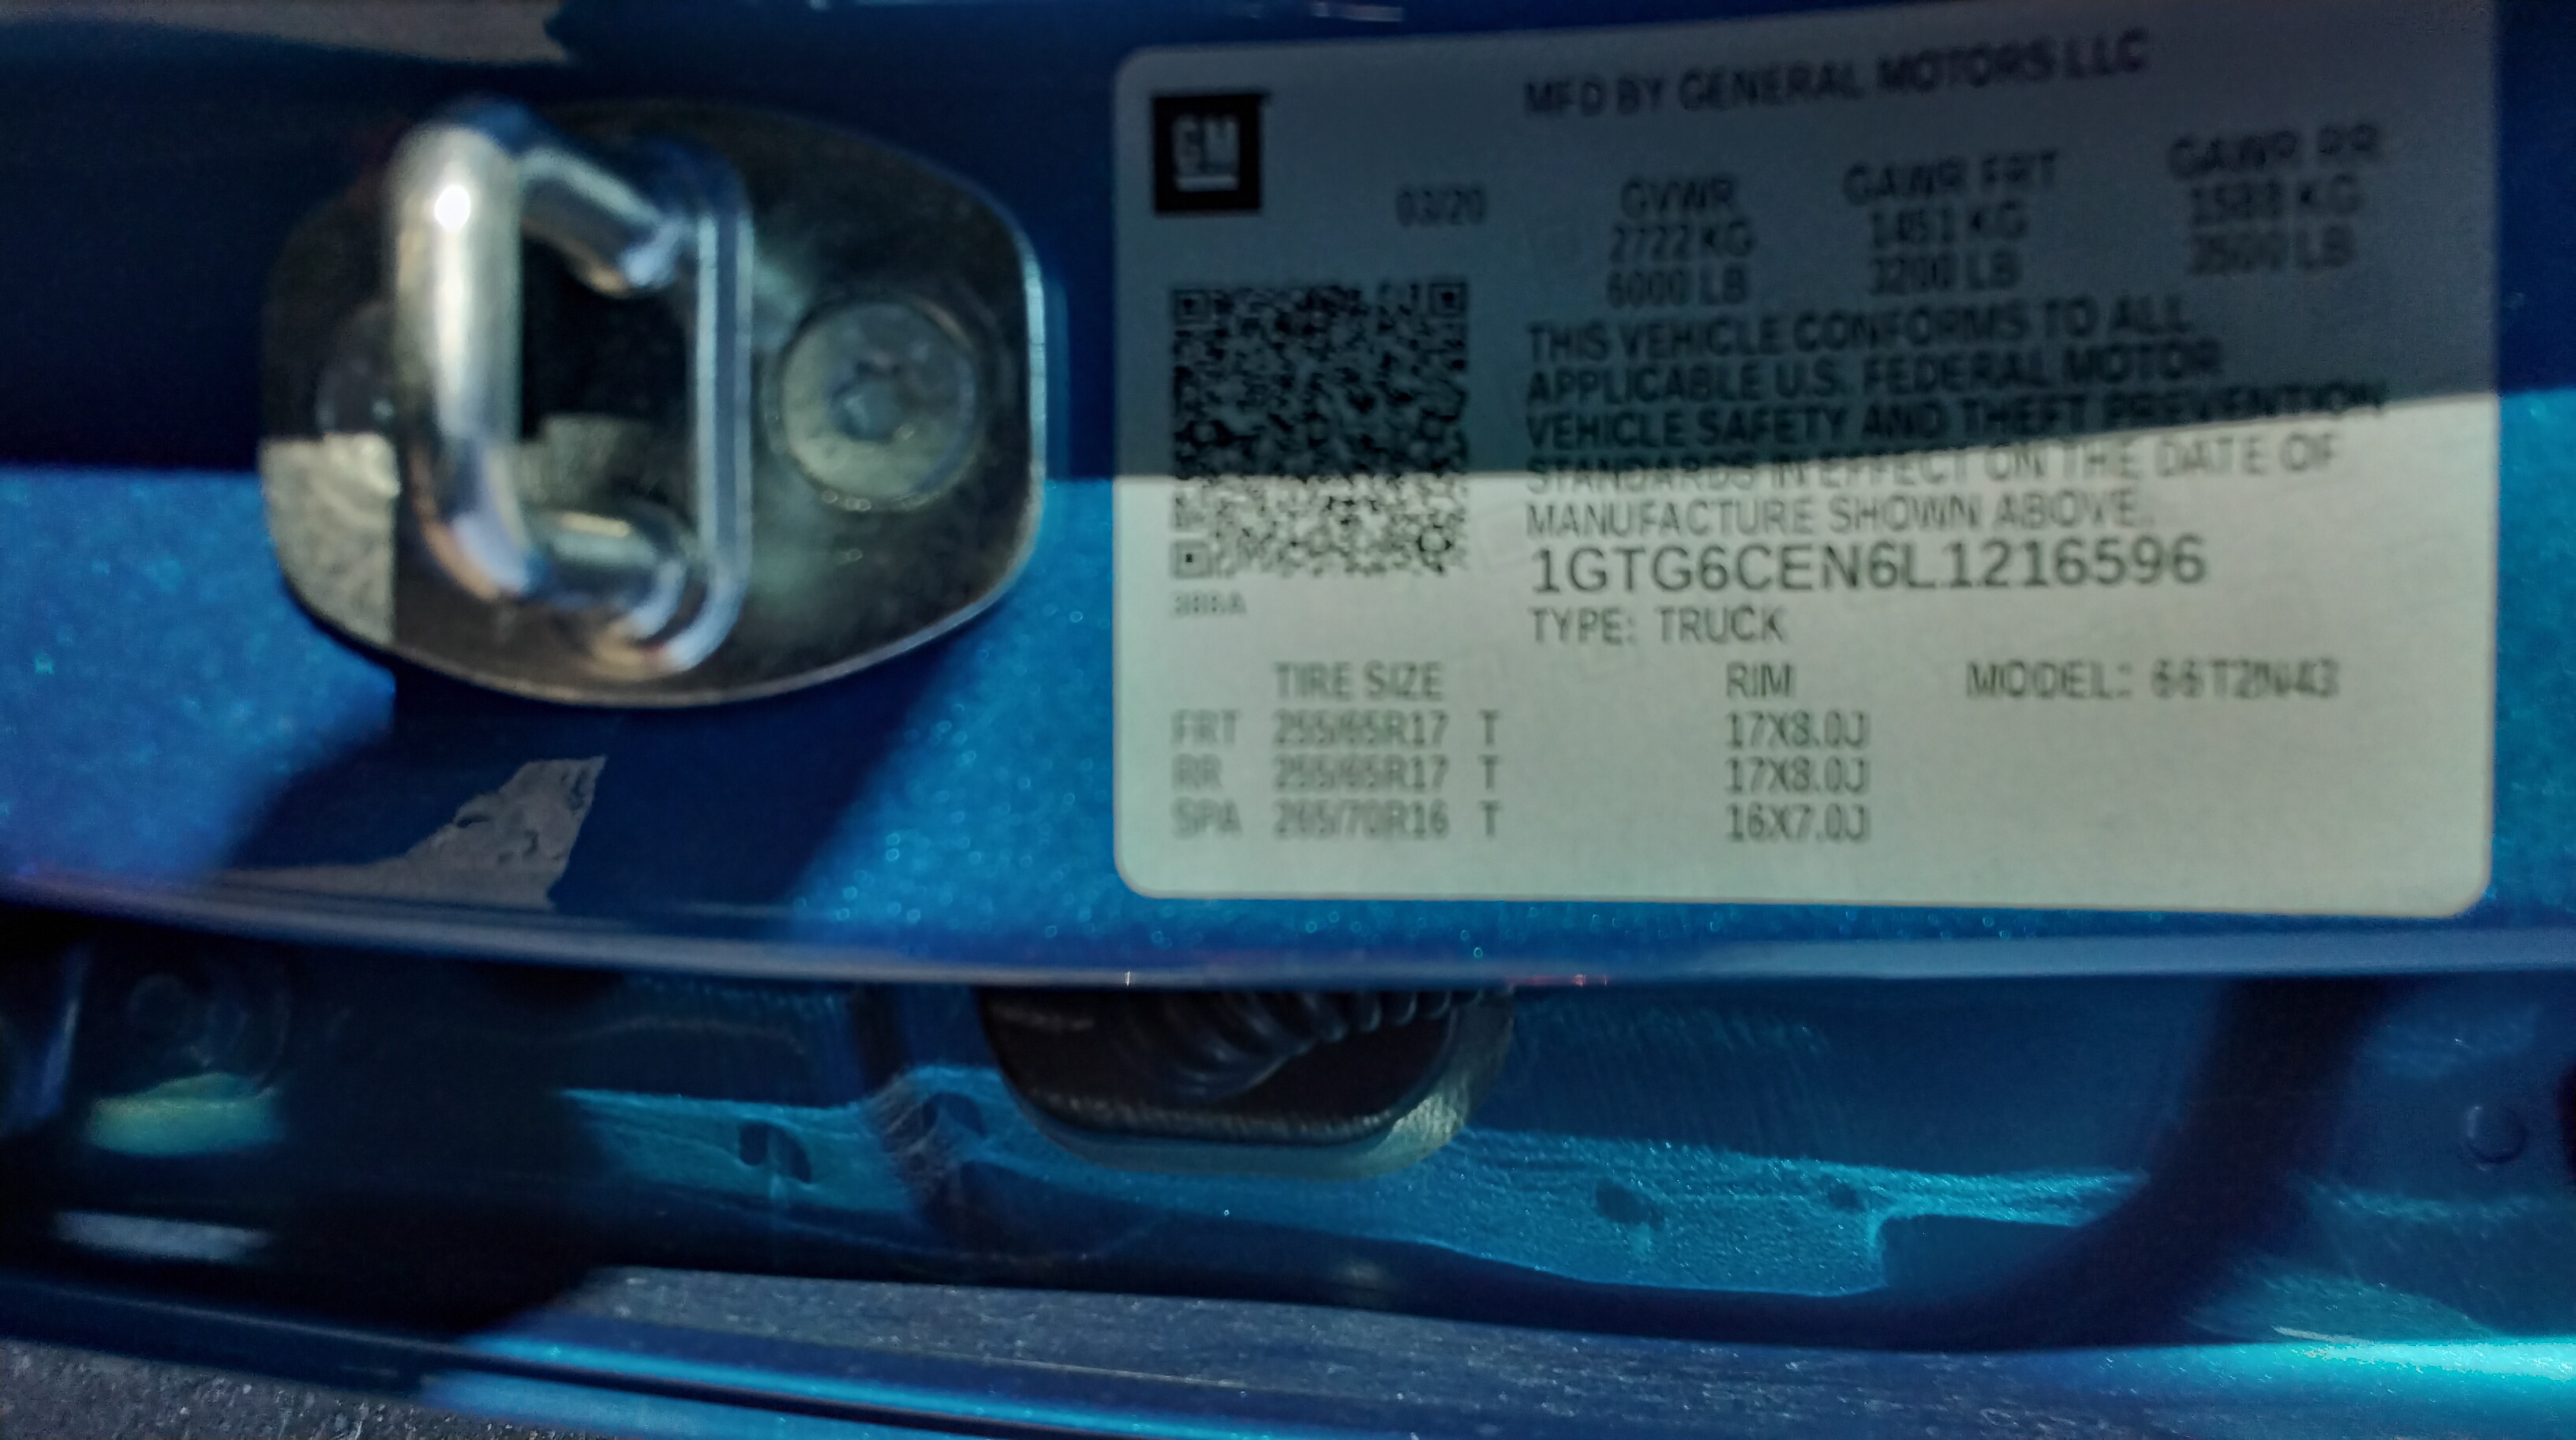 GM
MFD BY GENERAL MOTORS LLC
03/20
GVWR GAWR FRT GAWR RR
2722 KG 1451 KG 1588 KG
6000 LB 3200 LB 3500 LB
THIS VEHICLE CONFORMS TO ALL
APPLICABLE U.S. FEDERAL MOTOR
VEHICLE SAFETY AND THEFT PREVENTION
STANDARDS IN EFFECT ON THE DATE OF
MANUFACTURE SHOWN ABOVE.
1GTG6CEN6L1216596
TYPE: TRUCK
TIRE SIZE RIM MODEL:
FRT 255/65R17 T 17X8.0J
RR 255/65R17 T 17X8.0J
SPA 265/70R16 T 16X7.0J